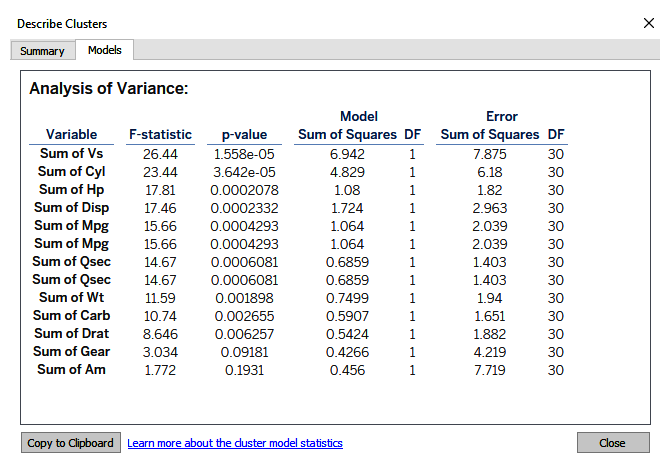 Describe Clusters
Summary Models
Analysis of Variance:
Model Error
Variable F-statistic p-value Sum of Squares DF Sum of Squares DF
Sum of Vs 26.44 1.558e-05 6.942 1 7.875 30
Sum of Cyl 23.44 3.642e-05 4.829 1 6.18 30
Sum of Hp 17.81 0.0002078 1.08 1 1.82 30
Sum of Disp 17.46 0.0002332 1.724 1 2.963 30
Sum of Mpg 15.66 0.0004293 1.064 1 2.039 30
Sum of Mpg 15.66 0.0004293 1.064 1 2.039 30
Sum of Qsec 14.67 0.0006081 0.6859 1 1.403 30
Sum of Qsec 14.67 0.0006081 0.6859 1 1.403 30
Sum of Wt 11.59 0.001898 0.7499 1 1.94 30
Sum of Carb 10.74 0.002655 0.5907 1 1.651 30
Sum of Drat 8.646 0.006257 0.5424 1 1.882 30
Sum of Gear 3.034 0.09181 0.4266 1 4.219 30
Sum of Am 1.772 0.1931 0.456 1 7.719 30
Copy to Clipboard Learn more about the cluster model statistics Close